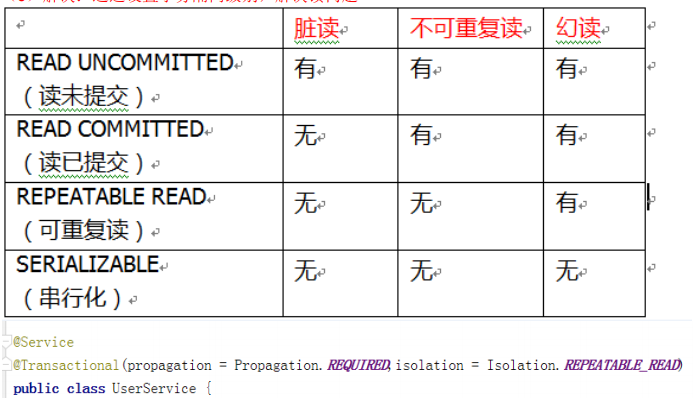 脏读 不可重复读 幻读
READ UNCOMMITTED 有 有 有
（读未提交）
READ COMMITTED 无 有 有
（读已提交）
REPEATABLE READ 无 无 有
（可重复读）
SERIALIZABLE 无 无 无
（串行化）
@Service
@Transactional(propagation = Propagation.REQUIRED,isolation = Isolation.REPEATABLE_READ)
public class UserService {